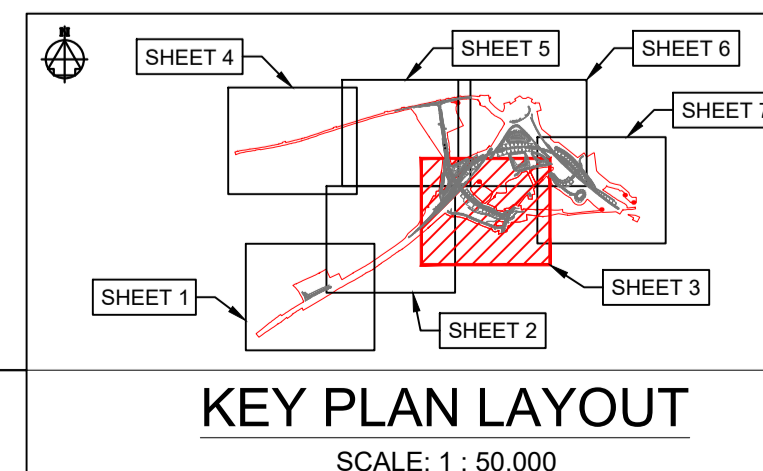 N
SHEET 4
SHEET 5
SHEET 6
SHEET 7
SHEET 1
SHEET 2
SHEET 3
KEY PLAN LAYOUT
SCALE: 1 : 50,000